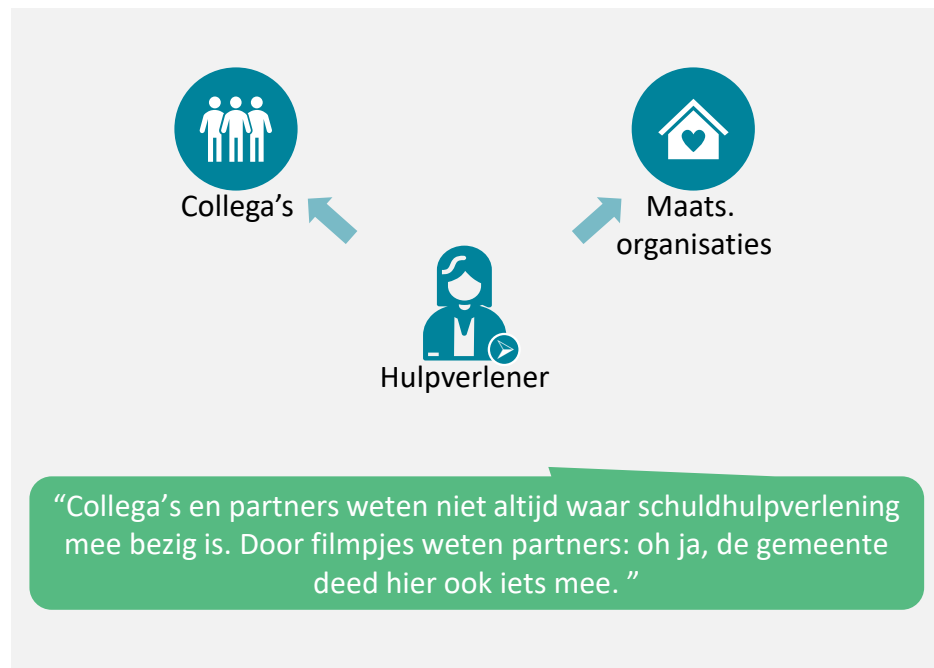 Collega’s
Maats.
organisaties
Hulpverlener
“Collega’s en partners weten niet altijd waar schuldhulpverlening
mee bezig is. Door filmpjes weten partners: oh ja, de gemeente
deed hier ook iets mee. ”